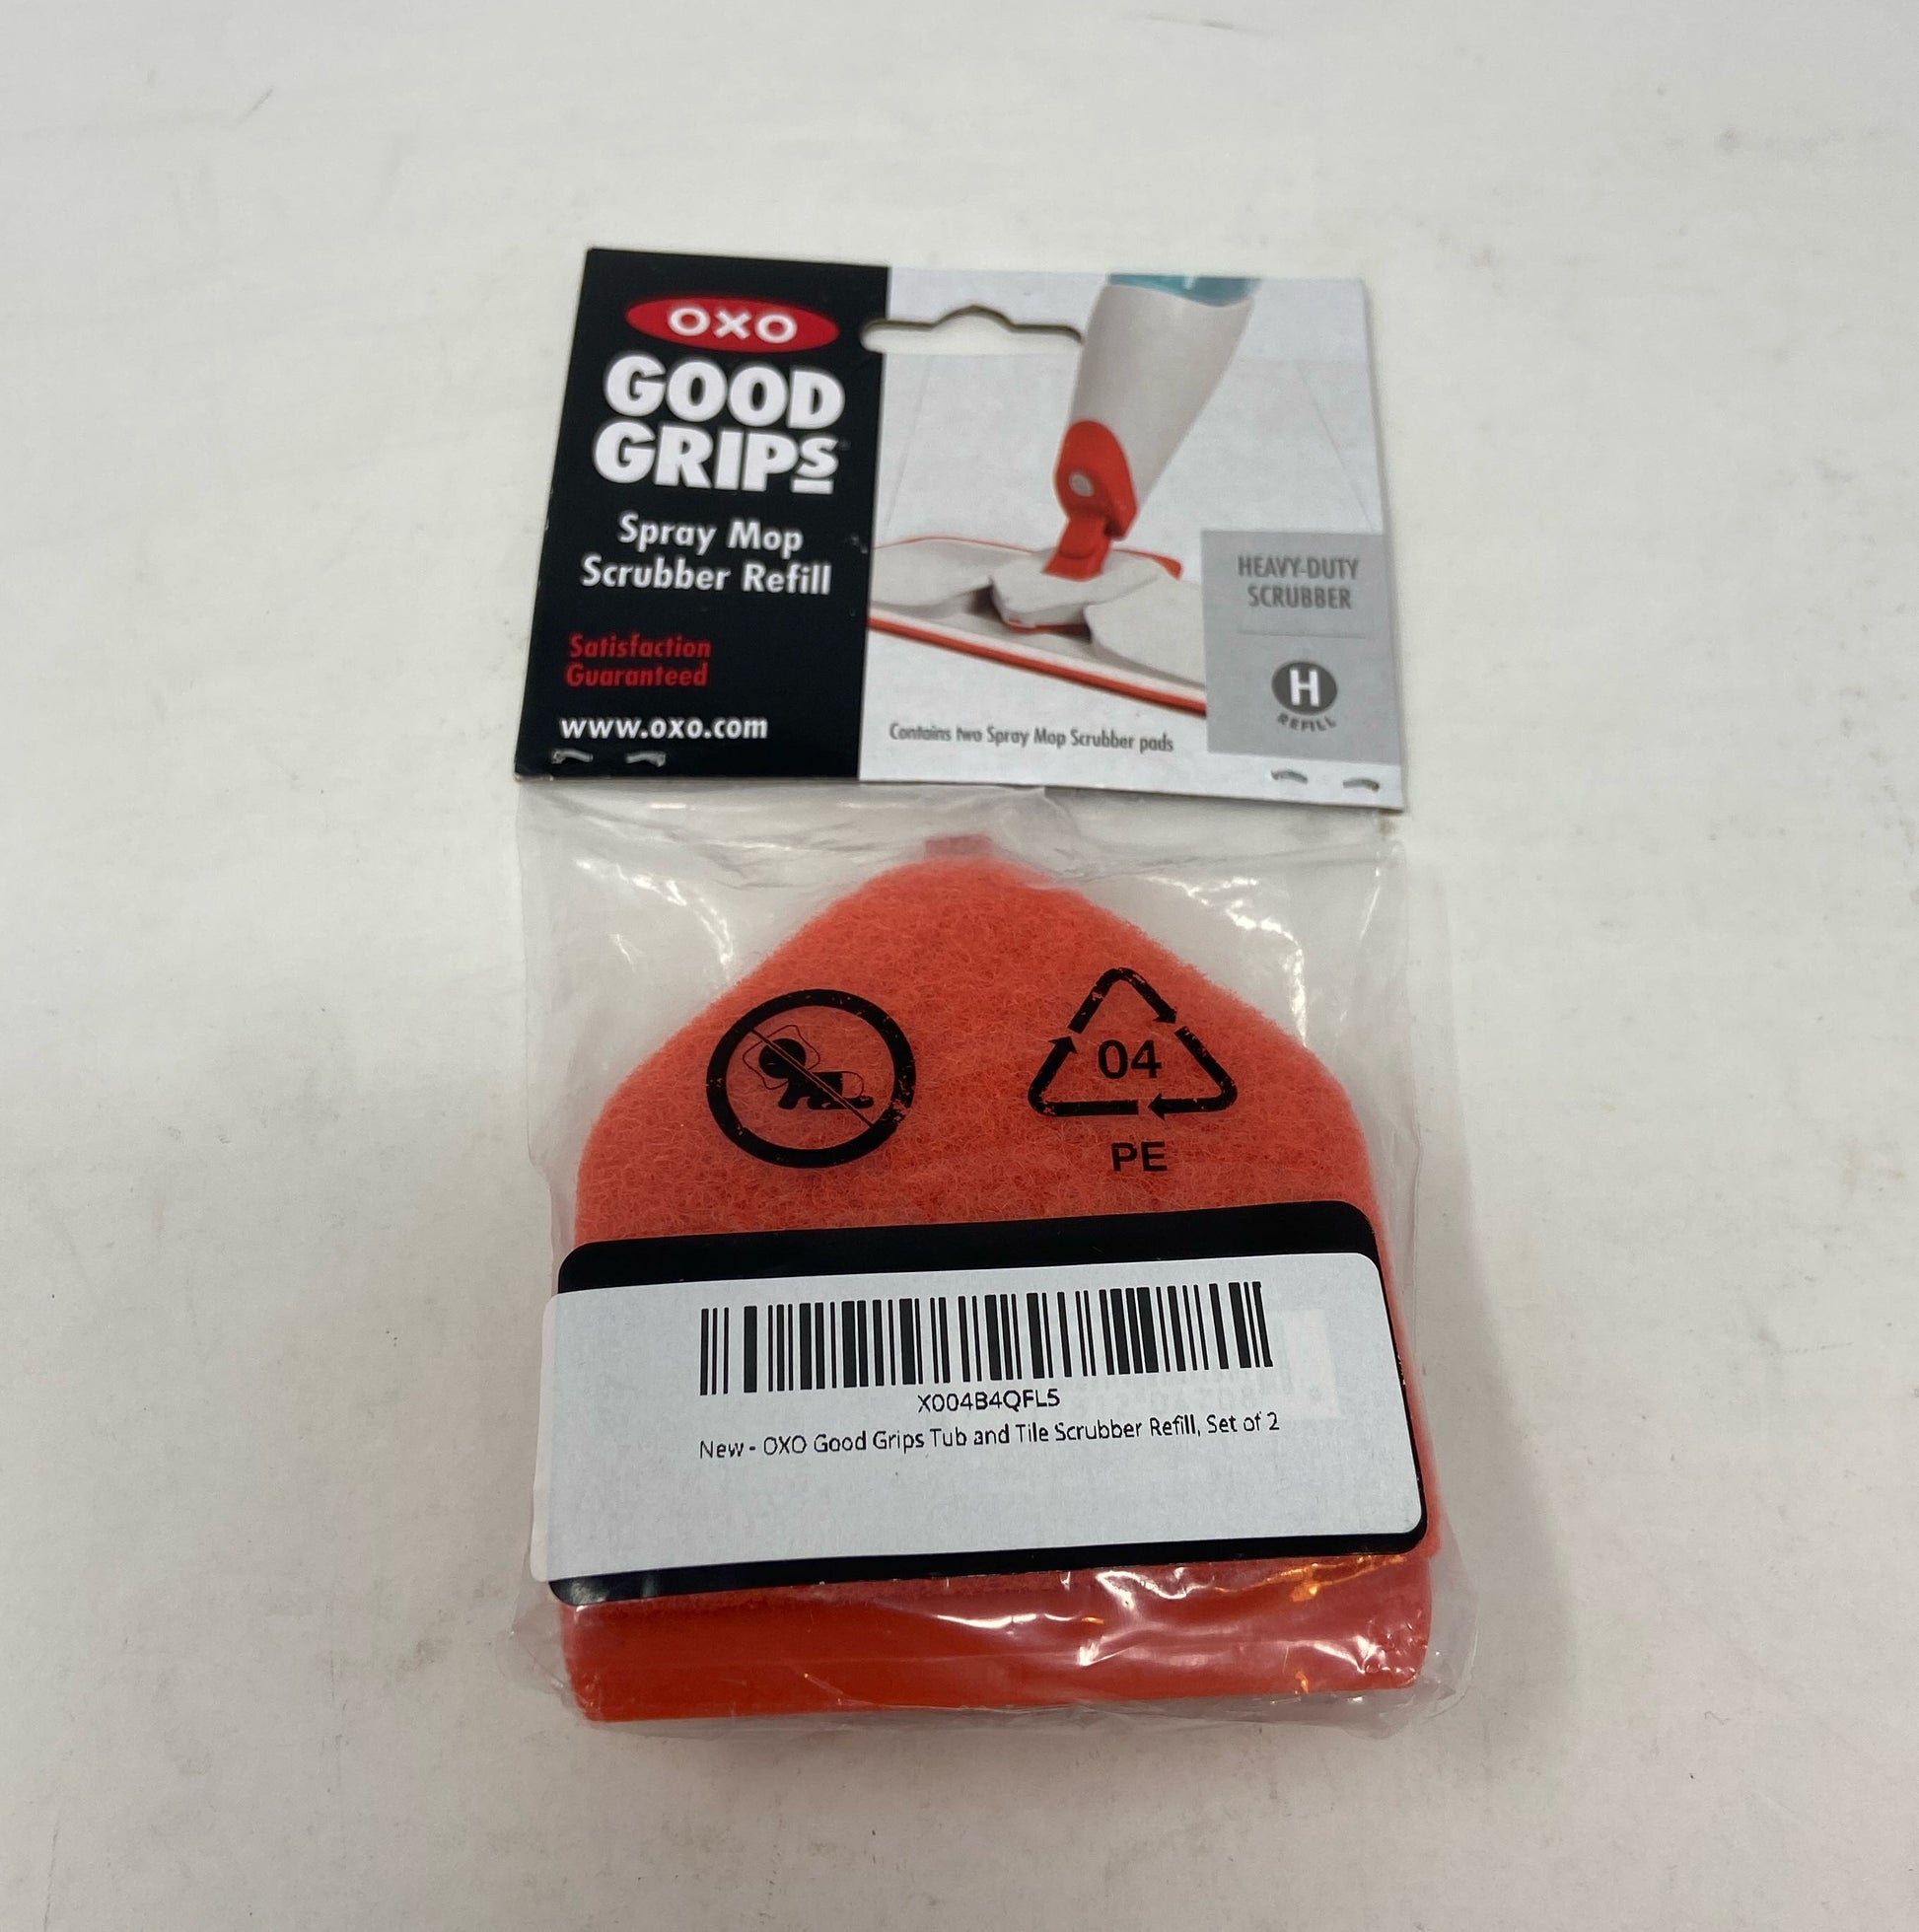 OXO
GOOD
GRIPS
Spray Mop
Scrubber Refill
Satisfaction
Guaranteed
www.oxo.com
Contains two Spray Mop Scrubber pads
HEAVY-DUTY
SCRUBBER
H
REFILL
04
PE
X004B4QFL5
New - OXO Good Grips Tub and Tile Scrubber Refill, Set of 2